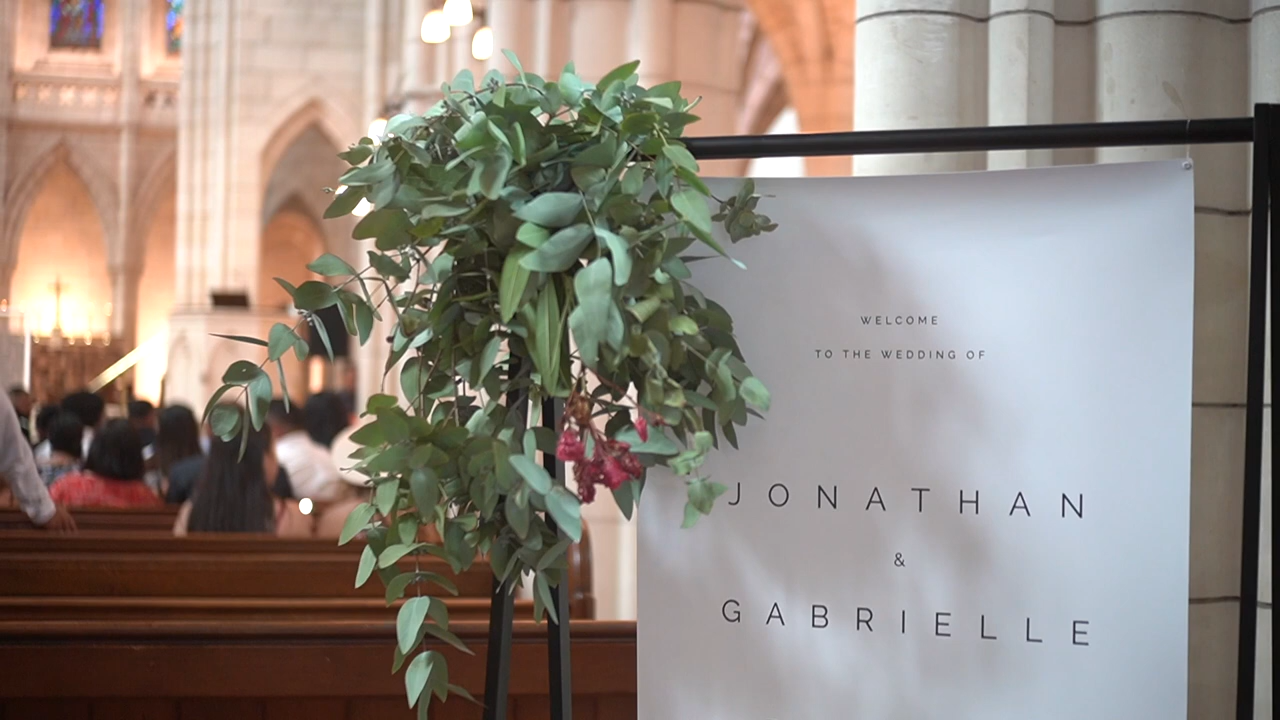 WELCOME
TO THE WEDDING OF
JONATHAN
&
GABRIELLE